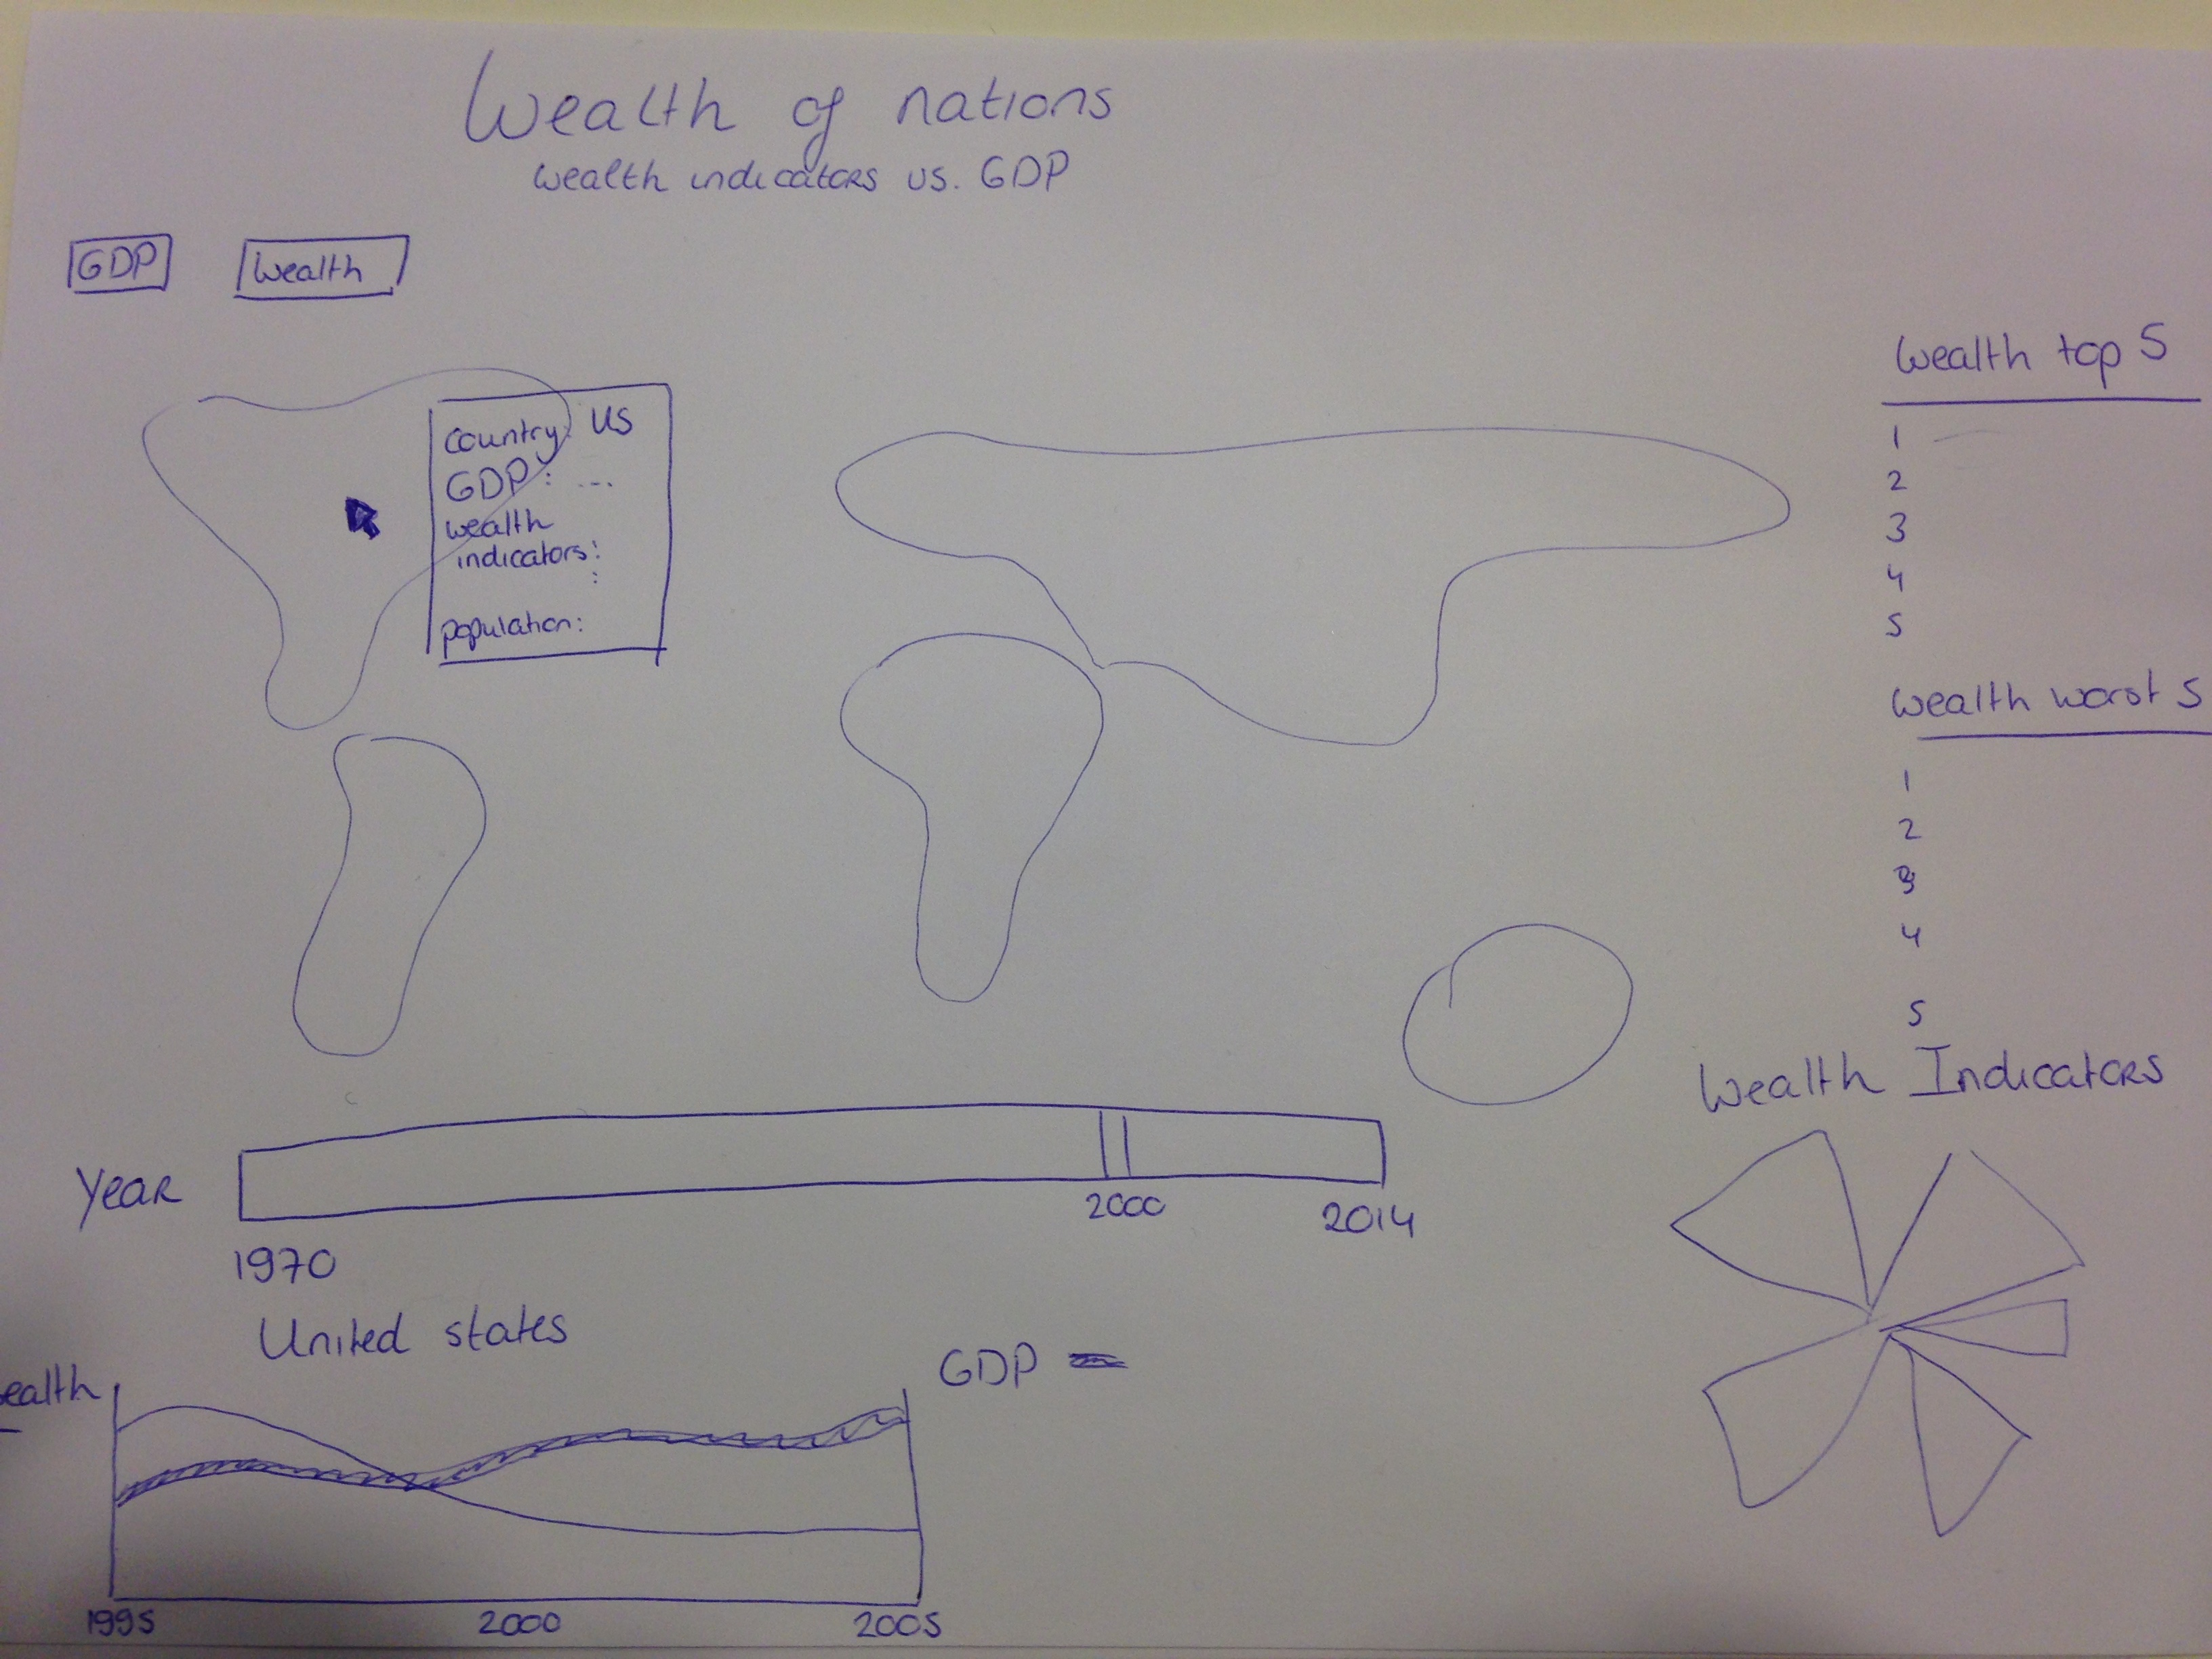 Wealth of nations
wealth indicators vs. GDP
GDP
Wealth
country: US
GDP: ...
wealth
indicators:
:
population:
Wealth top 5
1
2
3
4
5
Wealth worst 5
1
2
3
4
5
Wealth Indicators
Year
1970
2000
2014
United states
ealth
GDP
1995
2000
2005